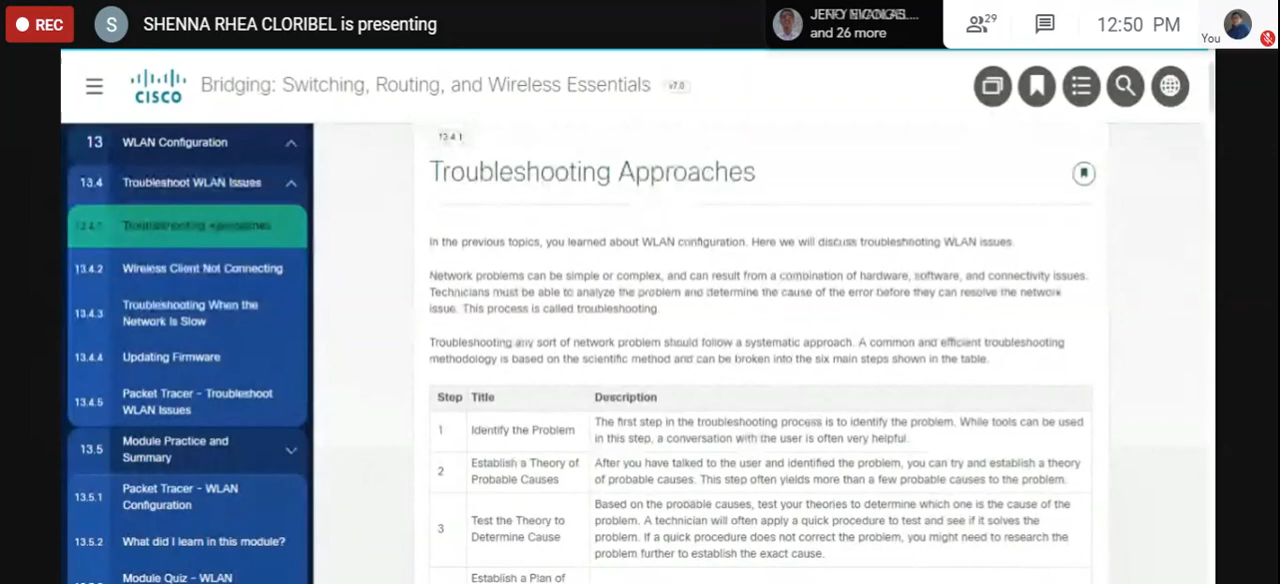 REC
S
SHENNA RHEA CLORIBEL is presenting
and 26 more
29
12:50 PM
You
CISCO
Bridging: Switching, Routing, and Wireless Essentials
v7.0
13 WLAN Configuration
13.4 Troubleshoot WLAN Issues
13.4.1 Troubleshooting Approaches
13.4.2 Wireless Client Not Connecting
13.4.3 Troubleshooting When the
Network Is Slow
13.4.4 Updating Firmware
13.4.5 Packet Tracer - Troubleshoot
WLAN Issues
13.5 Module Practice and
Summary
13.5.1 Packet Tracer - WLAN
Configuration
13.5.2 What did I learn in this module?
Module Quiz - WLAN
13.4.1
Troubleshooting Approaches
In the previous topics, you learned about WLAN configuration. Here we will discuss troubleshooting WLAN issues.
Network problems can be simple or complex, and can result from a combination of hardware, software, and connectivity issues.
Technicians must be able to analyze the problem and determine the cause of the error before they can resolve the network
issue. This process is called troubleshooting.
Troubleshooting any sort of network problem should follow a systematic approach. A common and efficient troubleshooting
methodology is based on the scientific method and can be broken into the six main steps shown in the table.
Step Title Description
1 Identify the Problem The first step in the troubleshooting process is to identify the problem. While tools can be used
in this step, a conversation with the user is often very helpful.
2 Establish a Theory of Probable Causes After you have talked to the user and identified the problem, you can try and establish a theory
of probable causes. This step often yields more than a few probable causes to the problem.
3 Test the Theory to Determine Cause Based on the probable causes, test your theories to determine which one is the cause of the
problem. A technician will often apply a quick procedure to test and see if it solves the
problem. If a quick procedure does not correct the problem, you might need to research the
problem further to establish the exact cause.
Establish a Plan of